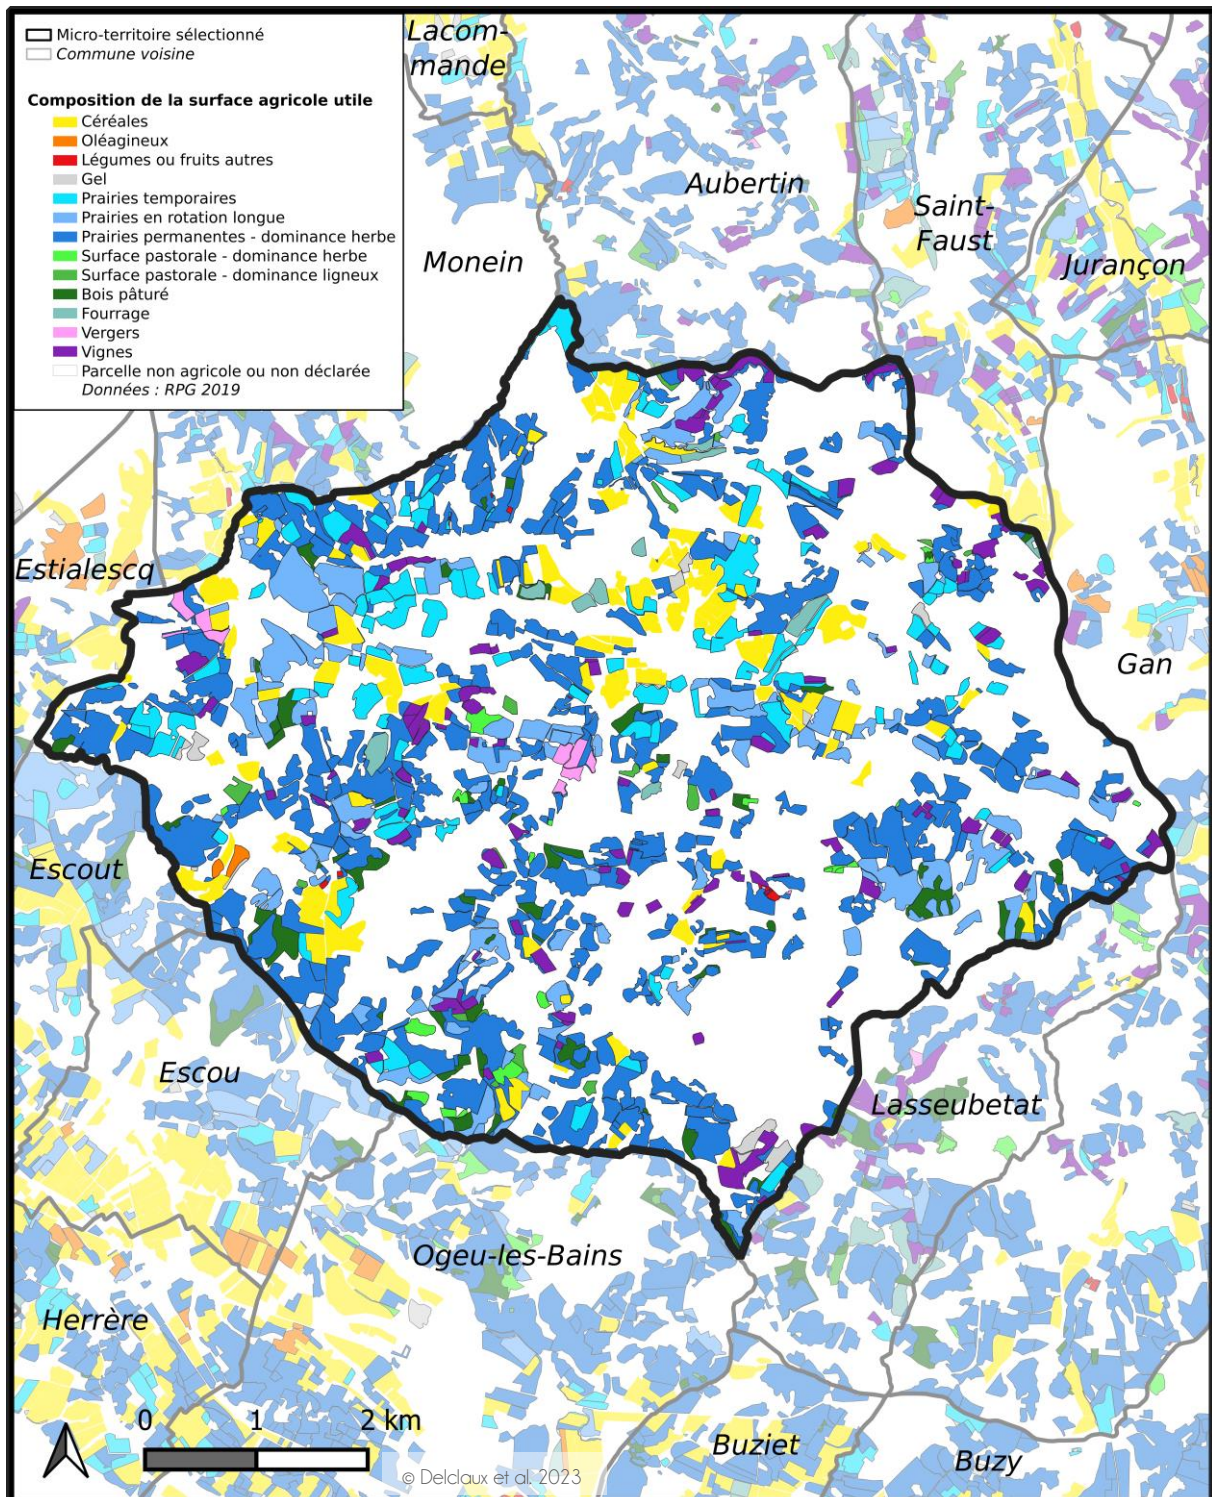 Micro-territoire sélectionné
Commune voisine
Composition de la surface agricole utile
Céréales
Oléagineux
Légumes ou fruits autres
Gel
Prairies temporaires
Prairies en rotation longue
Prairies permanentes - dominance herbe
Surface pastorale - dominance herbe
Surface pastorale - dominance ligneux
Bois pâturé
Fourrage
Vergers
Vignes
Parcelle non agricole ou non déclarée
Données : RPG 2019
Lacom-
mande
Aubertin
Saint-
Faust
Monein
Jurançon
Estialescq
Gan
Escout
Escou
Lasseubetat
Ogeu-les-Bains
Herrère
Buziet
Buzy
0 1 2 km
© Delclaux et al. 2023